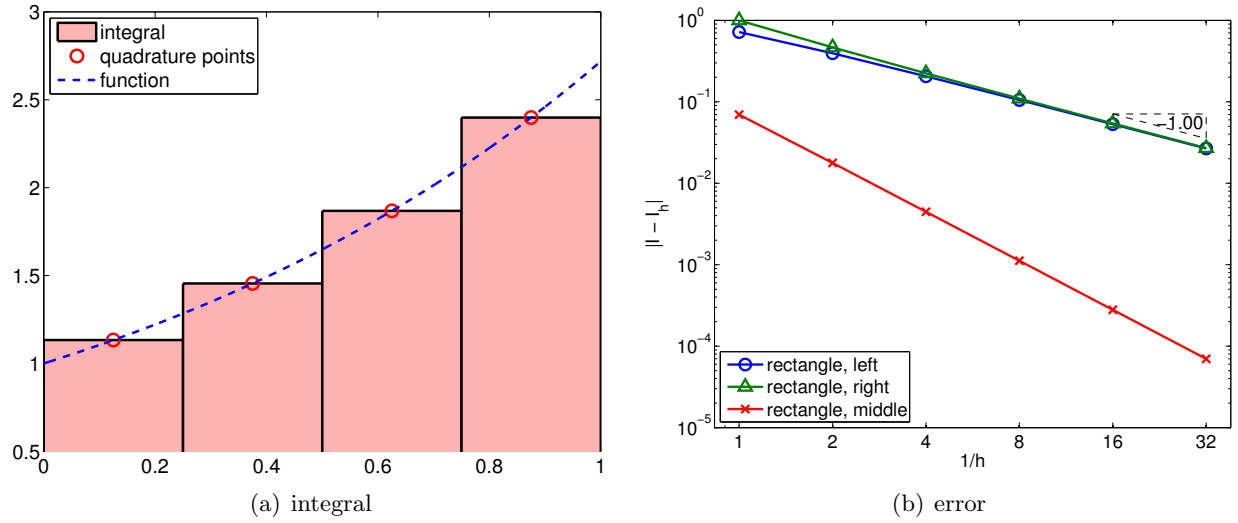 3
2.5
2
1.5
1
0.5
0
0.2
0.4
0.6
0.8
1
integral
quadrature points
function
(a) integral
10^0
10^−1
10^−2
10^−3
10^−4
10^−5
|I − I_h|
−1.00
rectangle, left
rectangle, right
rectangle, middle
1
2
4
8
16
32
1/h
(b) error